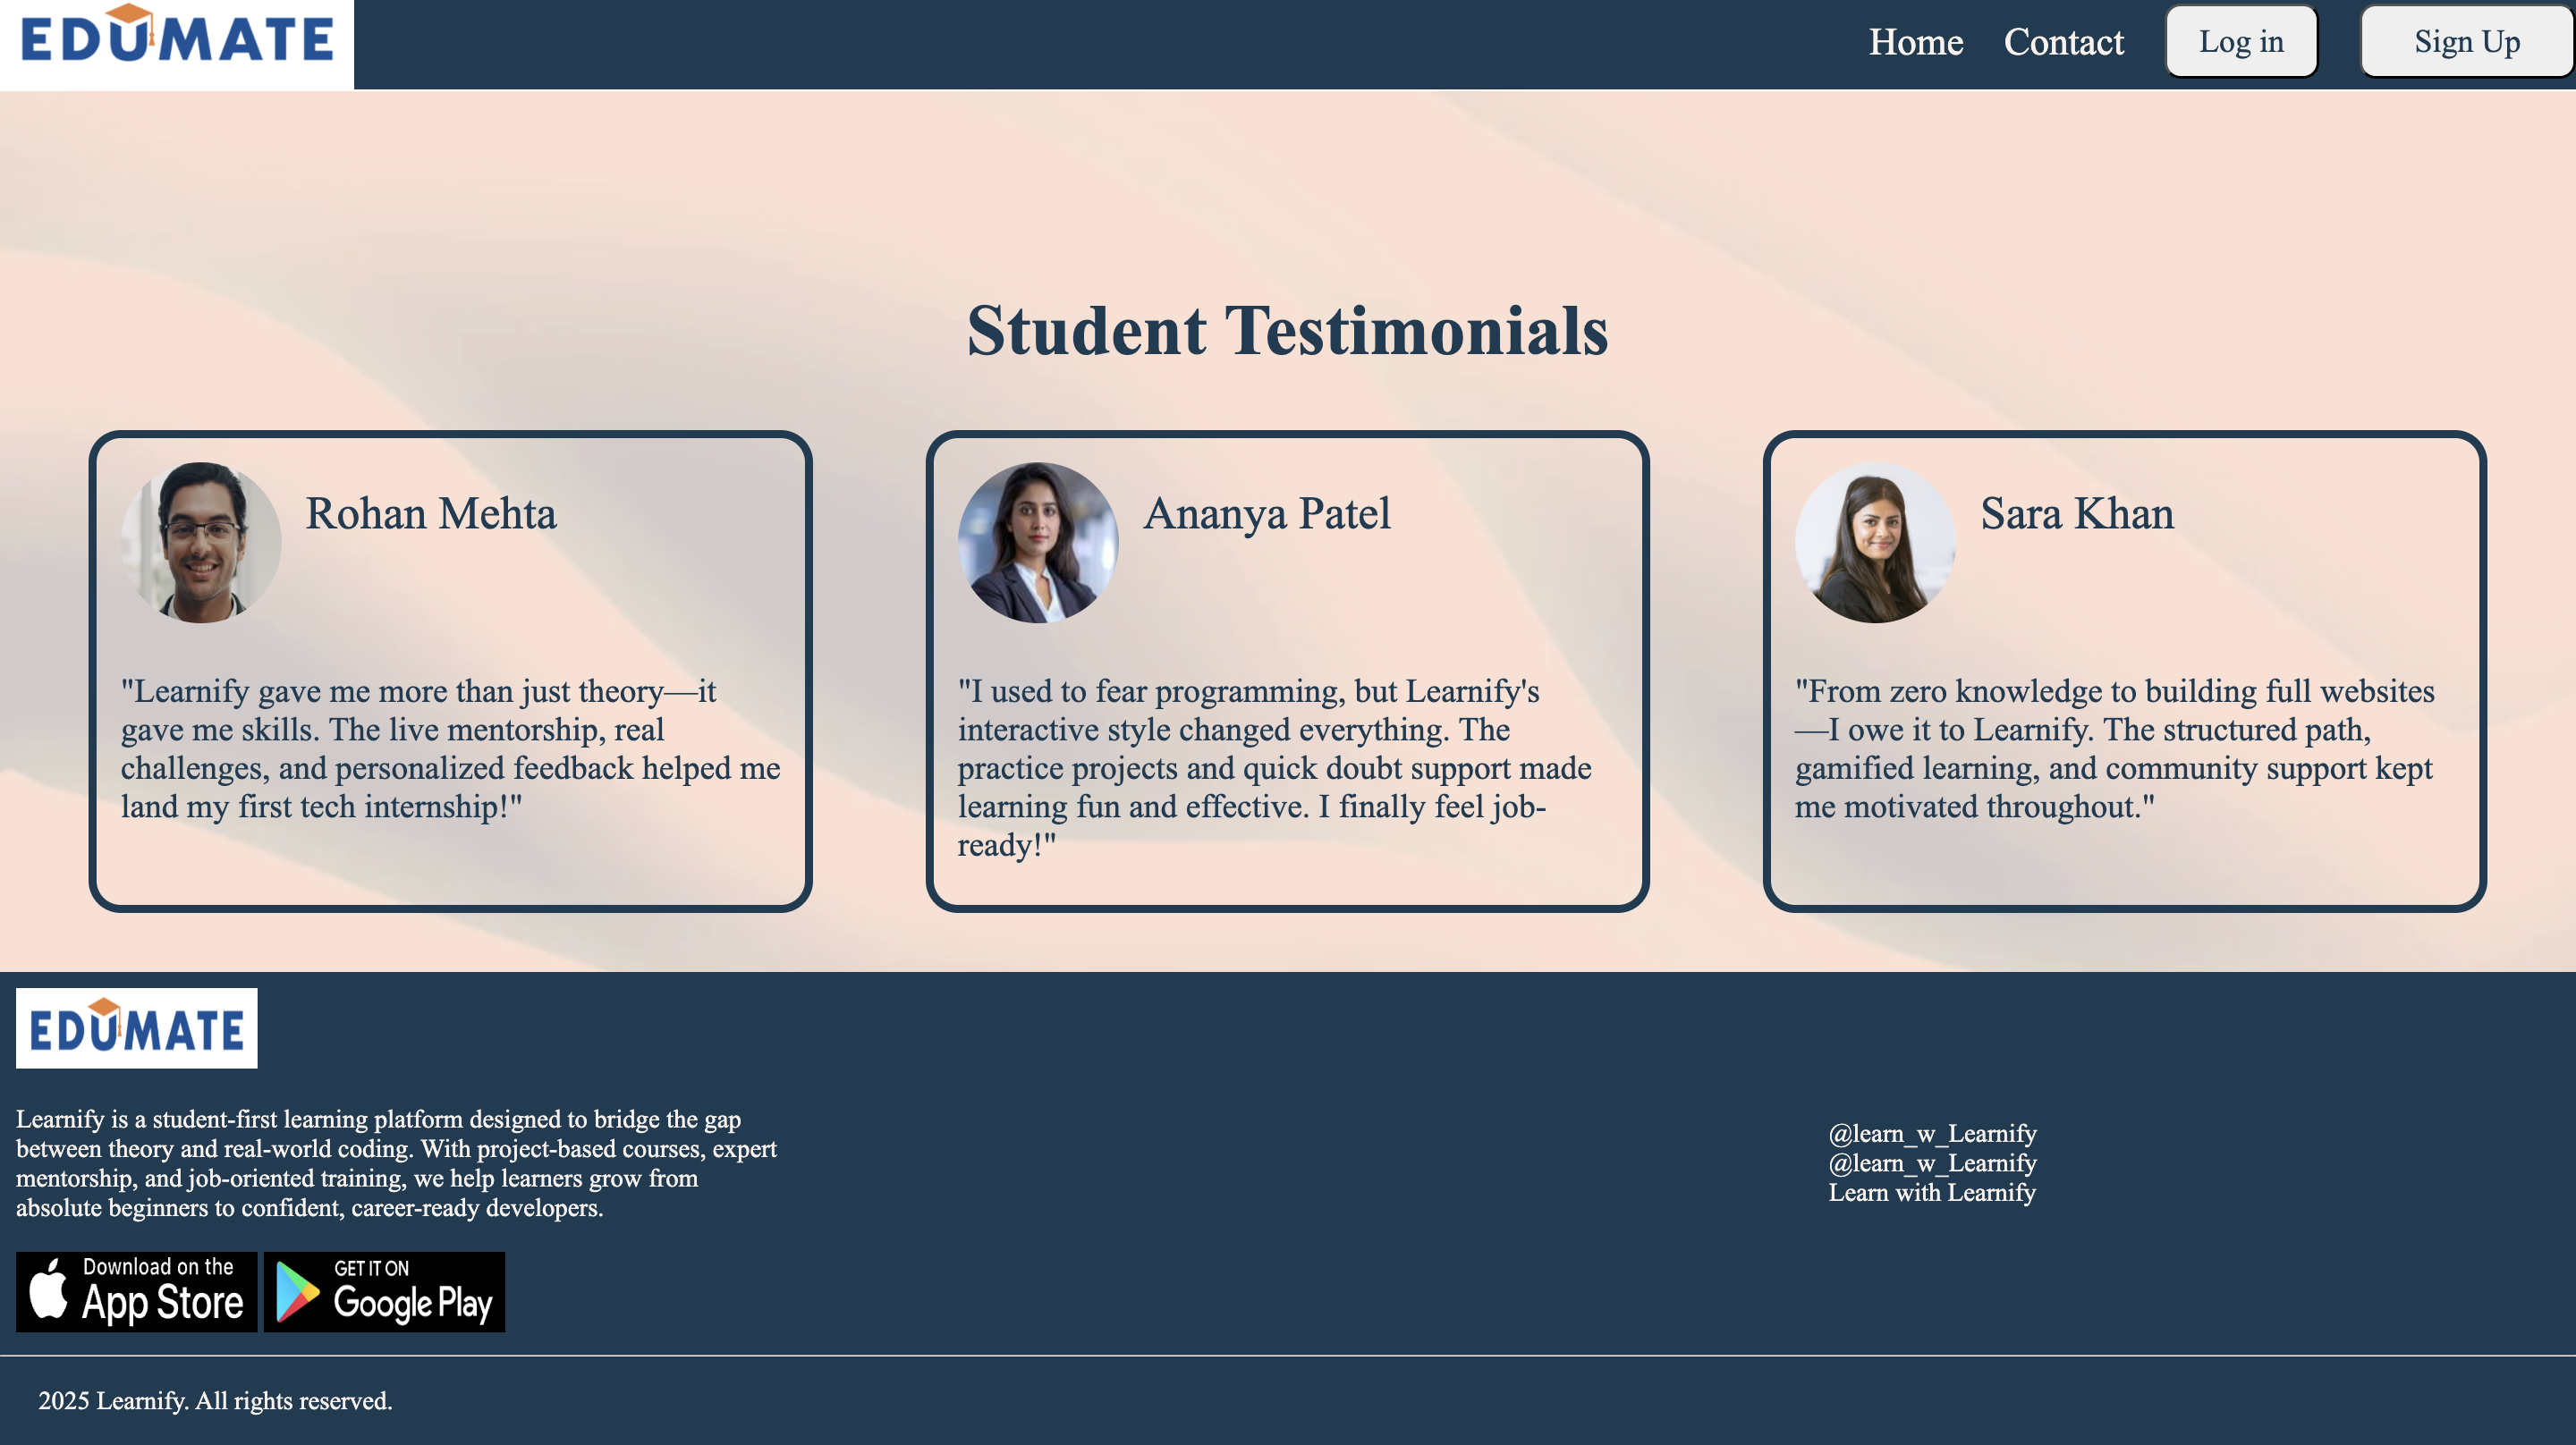 EDUMATE
Home Contact Log in Sign Up
Student Testimonials
Rohan Mehta
"Learnify gave me more than just theory—it
gave me skills. The live mentorship, real
challenges, and personalized feedback helped me
land my first tech internship!"
Ananya Patel
"I used to fear programming, but Learnify's
interactive style changed everything. The
practice projects and quick doubt support made
learning fun and effective. I finally feel job-
ready!"
Sara Khan
"From zero knowledge to building full websites
—I owe it to Learnify. The structured path,
gamified learning, and community support kept
me motivated throughout."
EDUMATE
Learnify is a student-first learning platform designed to bridge the gap
between theory and real-world coding. With project-based courses, expert
mentorship, and job-oriented training, we help learners grow from
absolute beginners to confident, career-ready developers.
Download on the
App Store
GET IT ON
Google Play
@learn_w_Learnify
@learn_w_Learnify
Learn with Learnify
2025 Learnify. All rights reserved.